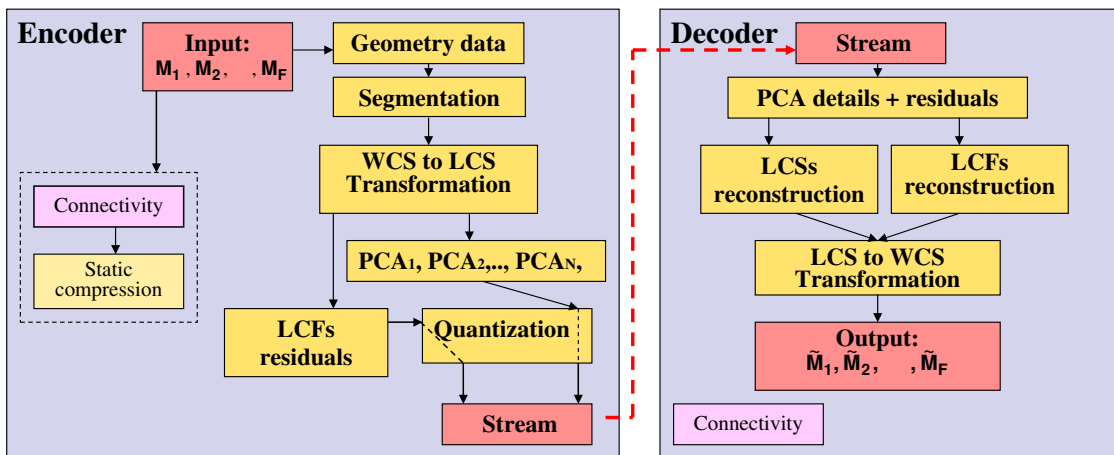 Encoder
Input:
M1 , M2, , MF
Geometry data
Segmentation
WCS to LCS
Transformation
Connectivity
Static
compression
PCA1, PCA2,.., PCAN,
LCFs
residuals
Quantization
Stream
Decoder
Stream
PCA details + residuals
LCSs
reconstruction
LCFs
reconstruction
LCS to WCS
Transformation
Output:
M̃1, M̃2, , M̃F
Connectivity